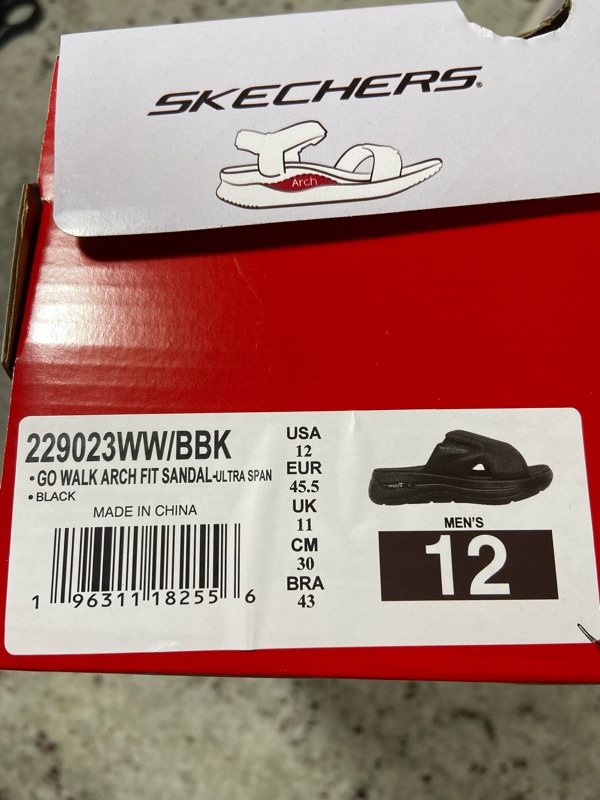 SKECHERS®
Arch
229023WW/BBK
• GO WALK ARCH FIT SANDAL-ULTRA SPAN
• BLACK
MADE IN CHINA
1 96311 18255 6
USA
12
EUR
45.5
UK
11
CM
30
BRA
43
MEN'S
12